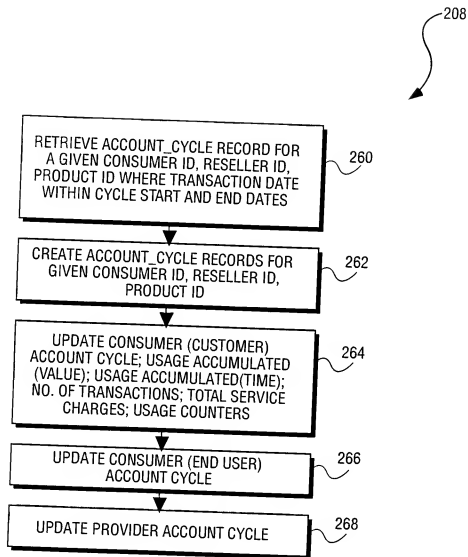 208
RETRIEVE ACCOUNT_CYCLE RECORD FOR
A GIVEN CONSUMER ID, RESELLER ID,
PRODUCT ID WHERE TRANSACTION DATE
WITHIN CYCLE START AND END DATES
260
CREATE ACCOUNT_CYCLE RECORDS FOR
GIVEN CONSUMER ID, RESELLER ID,
PRODUCT ID
262
UPDATE CONSUMER (CUSTOMER)
ACCOUNT CYCLE; USAGE ACCUMULATED
(VALUE); USAGE ACCUMULATED(TIME);
NO. OF TRANSACTIONS; TOTAL SERVICE
CHARGES; USAGE COUNTERS
264
UPDATE CONSUMER (END USER)
ACCOUNT CYCLE
266
UPDATE PROVIDER ACCOUNT CYCLE
268